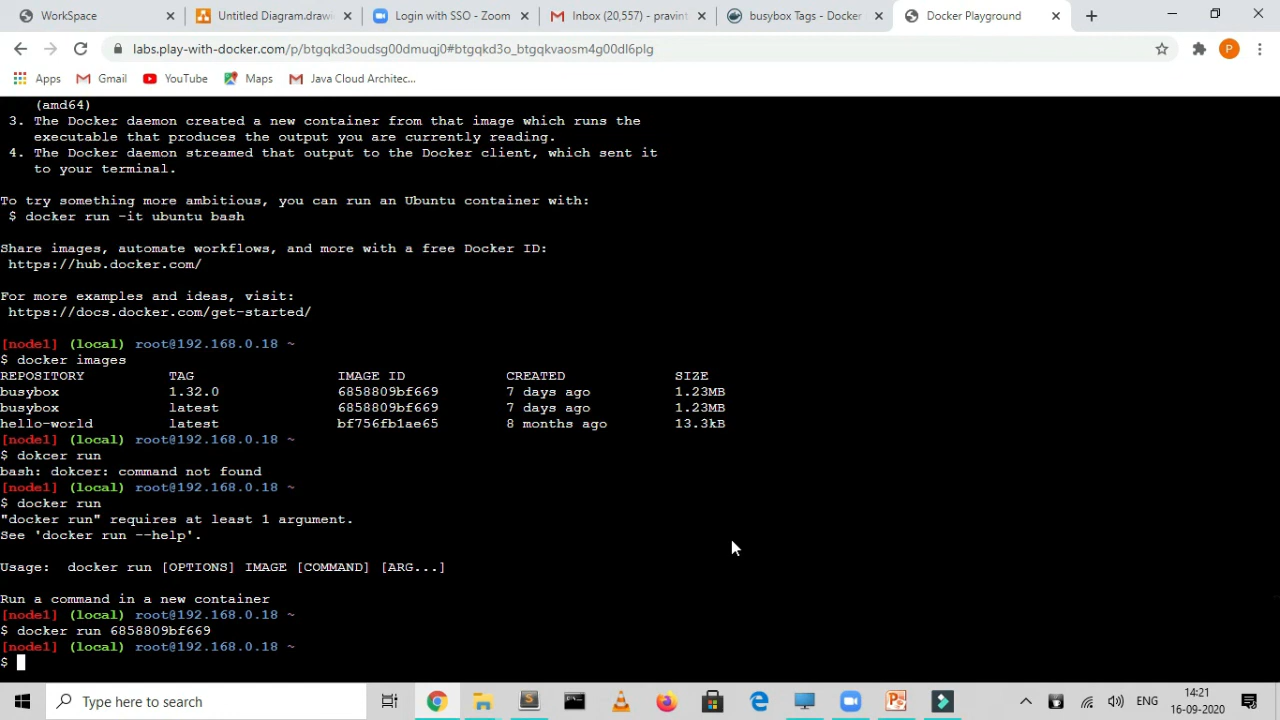 WorkSpace
Untitled Diagram.draw
Login with SSO - Zoom
Inbox (20,557) - pravin
busybox Tags - Docker
Docker Playground
labs.play-with-docker.com/p/btgqkd3oudsg00dmuqj0#btgqkd3o_btgqkvaosm4g00dl6plg
P
Apps
Gmail
YouTube
Maps
Java Cloud Architec...
(amd64)
3. The Docker daemon created a new container from that image which runs the
executable that produces the output you are currently reading.
4. The Docker daemon streamed that output to the Docker client, which sent it
to your terminal.
To try something more ambitious, you can run an Ubuntu container with:
$ docker run -it ubuntu bash
Share images, automate workflows, and more with a free Docker ID:
https://hub.docker.com/
For more examples and ideas, visit:
https://docs.docker.com/get-started/
[node1] (local) root@192.168.0.18 ~
$ docker images
REPOSITORY TAG IMAGE ID CREATED SIZE
busybox 1.32.0 6858809bf669 7 days ago 1.23MB
busybox latest 6858809bf669 7 days ago 1.23MB
hello-world latest bf756fb1ae65 8 months ago 13.3kB
[node1] (local) root@192.168.0.18 ~
$ dokcer run
bash: dokcer: command not found
[node1] (local) root@192.168.0.18 ~
$ docker run
"docker run" requires at least 1 argument.
See 'docker run --help'.
Usage: docker run [OPTIONS] IMAGE [COMMAND] [ARG...]
Run a command in a new container
[node1] (local) root@192.168.0.18 ~
$ docker run 6858809bf669
[node1] (local) root@192.168.0.18 ~
$
Type here to search
ENG
14:21
16-09-2020